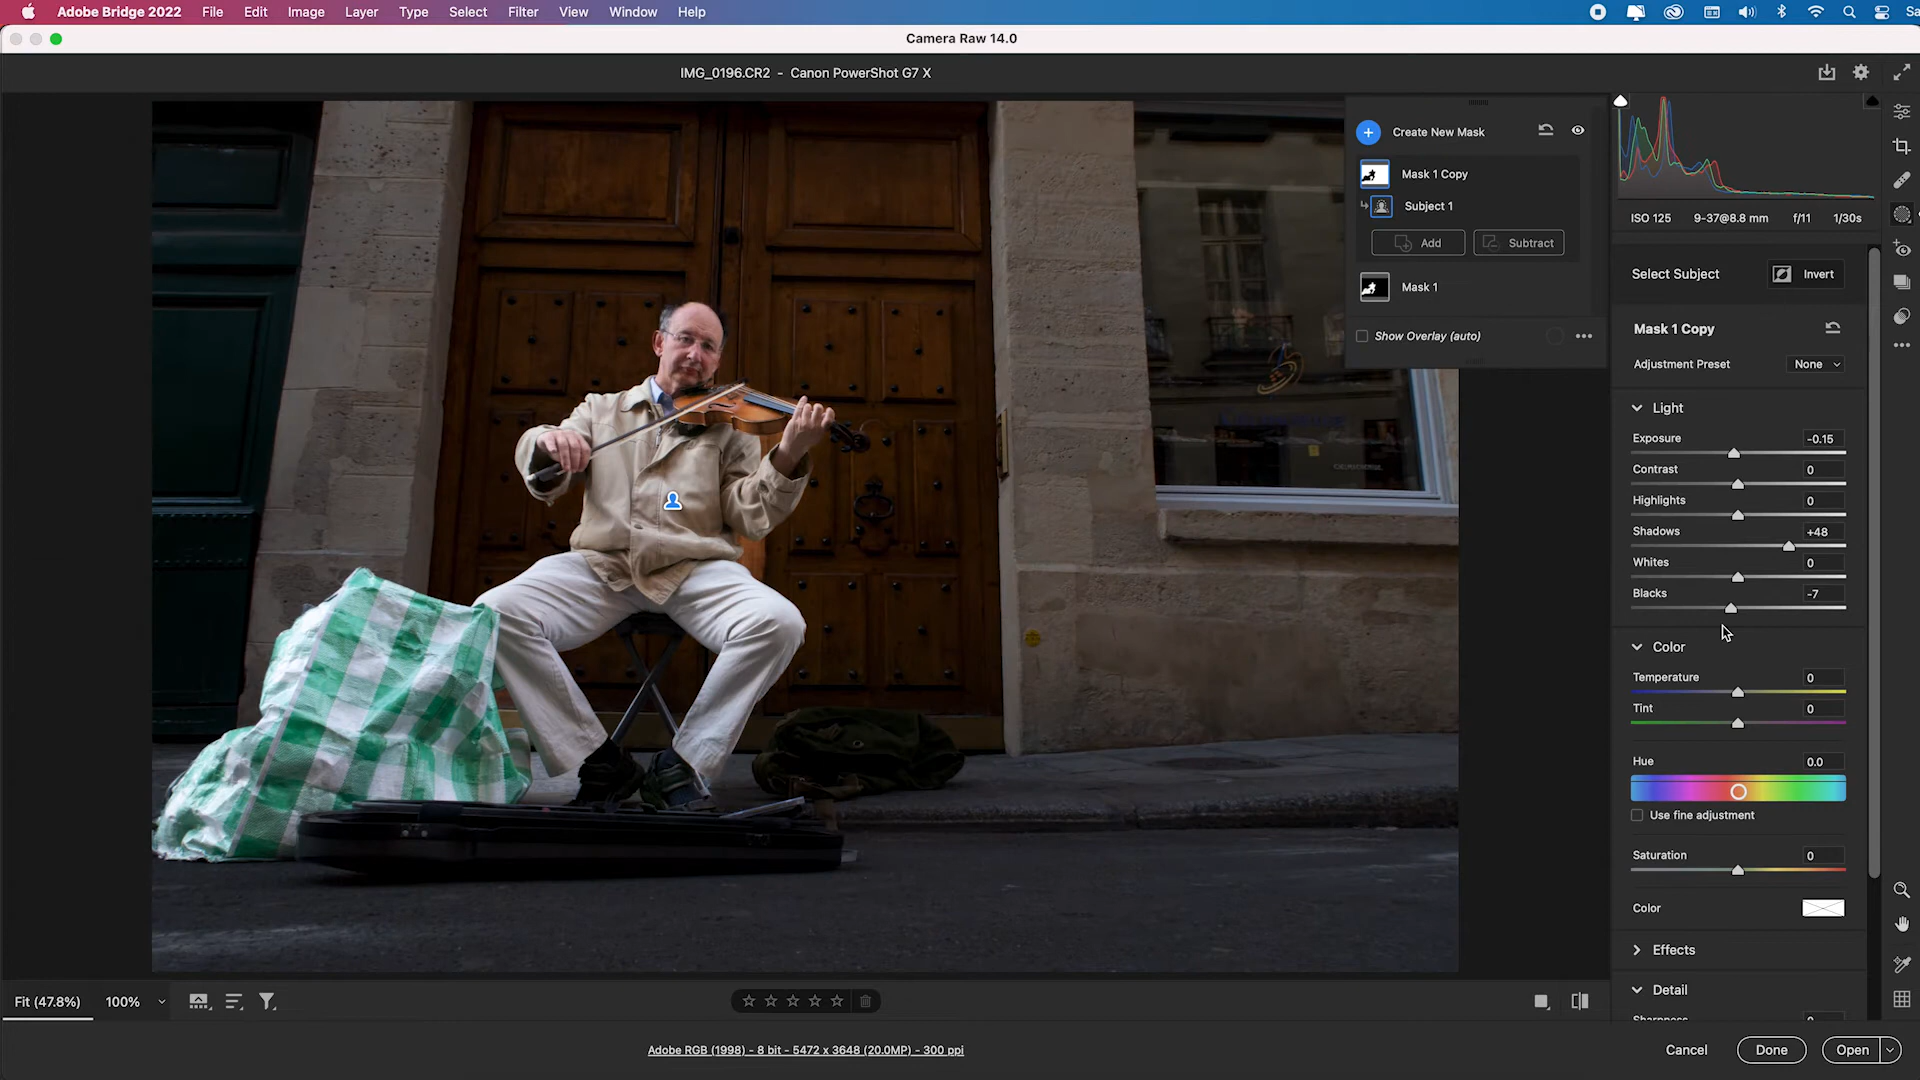 Adobe Bridge 2022 File Edit Image Layer Type Select Filter View Window Help Sa
Camera Raw 14.0
IMG_0196.CR2 - Canon PowerShot G7 X
Create New Mask
Mask 1 Copy
Subject 1
Add Subtract
Mask 1
Show Overlay (auto)
ISO 125 9-37@8.8 mm f/11 1/30s
Select Subject Invert
Mask 1 Copy
Adjustment Preset None
Light
Exposure -0.15
Contrast 0
Highlights 0
Shadows +48
Whites 0
Blacks -7
Color
Temperature 0
Tint 0
Hue 0.0
Use fine adjustment
Saturation 0
Color
Effects
Detail
Sharpness 0
Fit (47.8%) 100%
Adobe RGB (1998) - 8 bit - 5472 x 3648 (20.0MP) - 300 ppi
Cancel Done Open